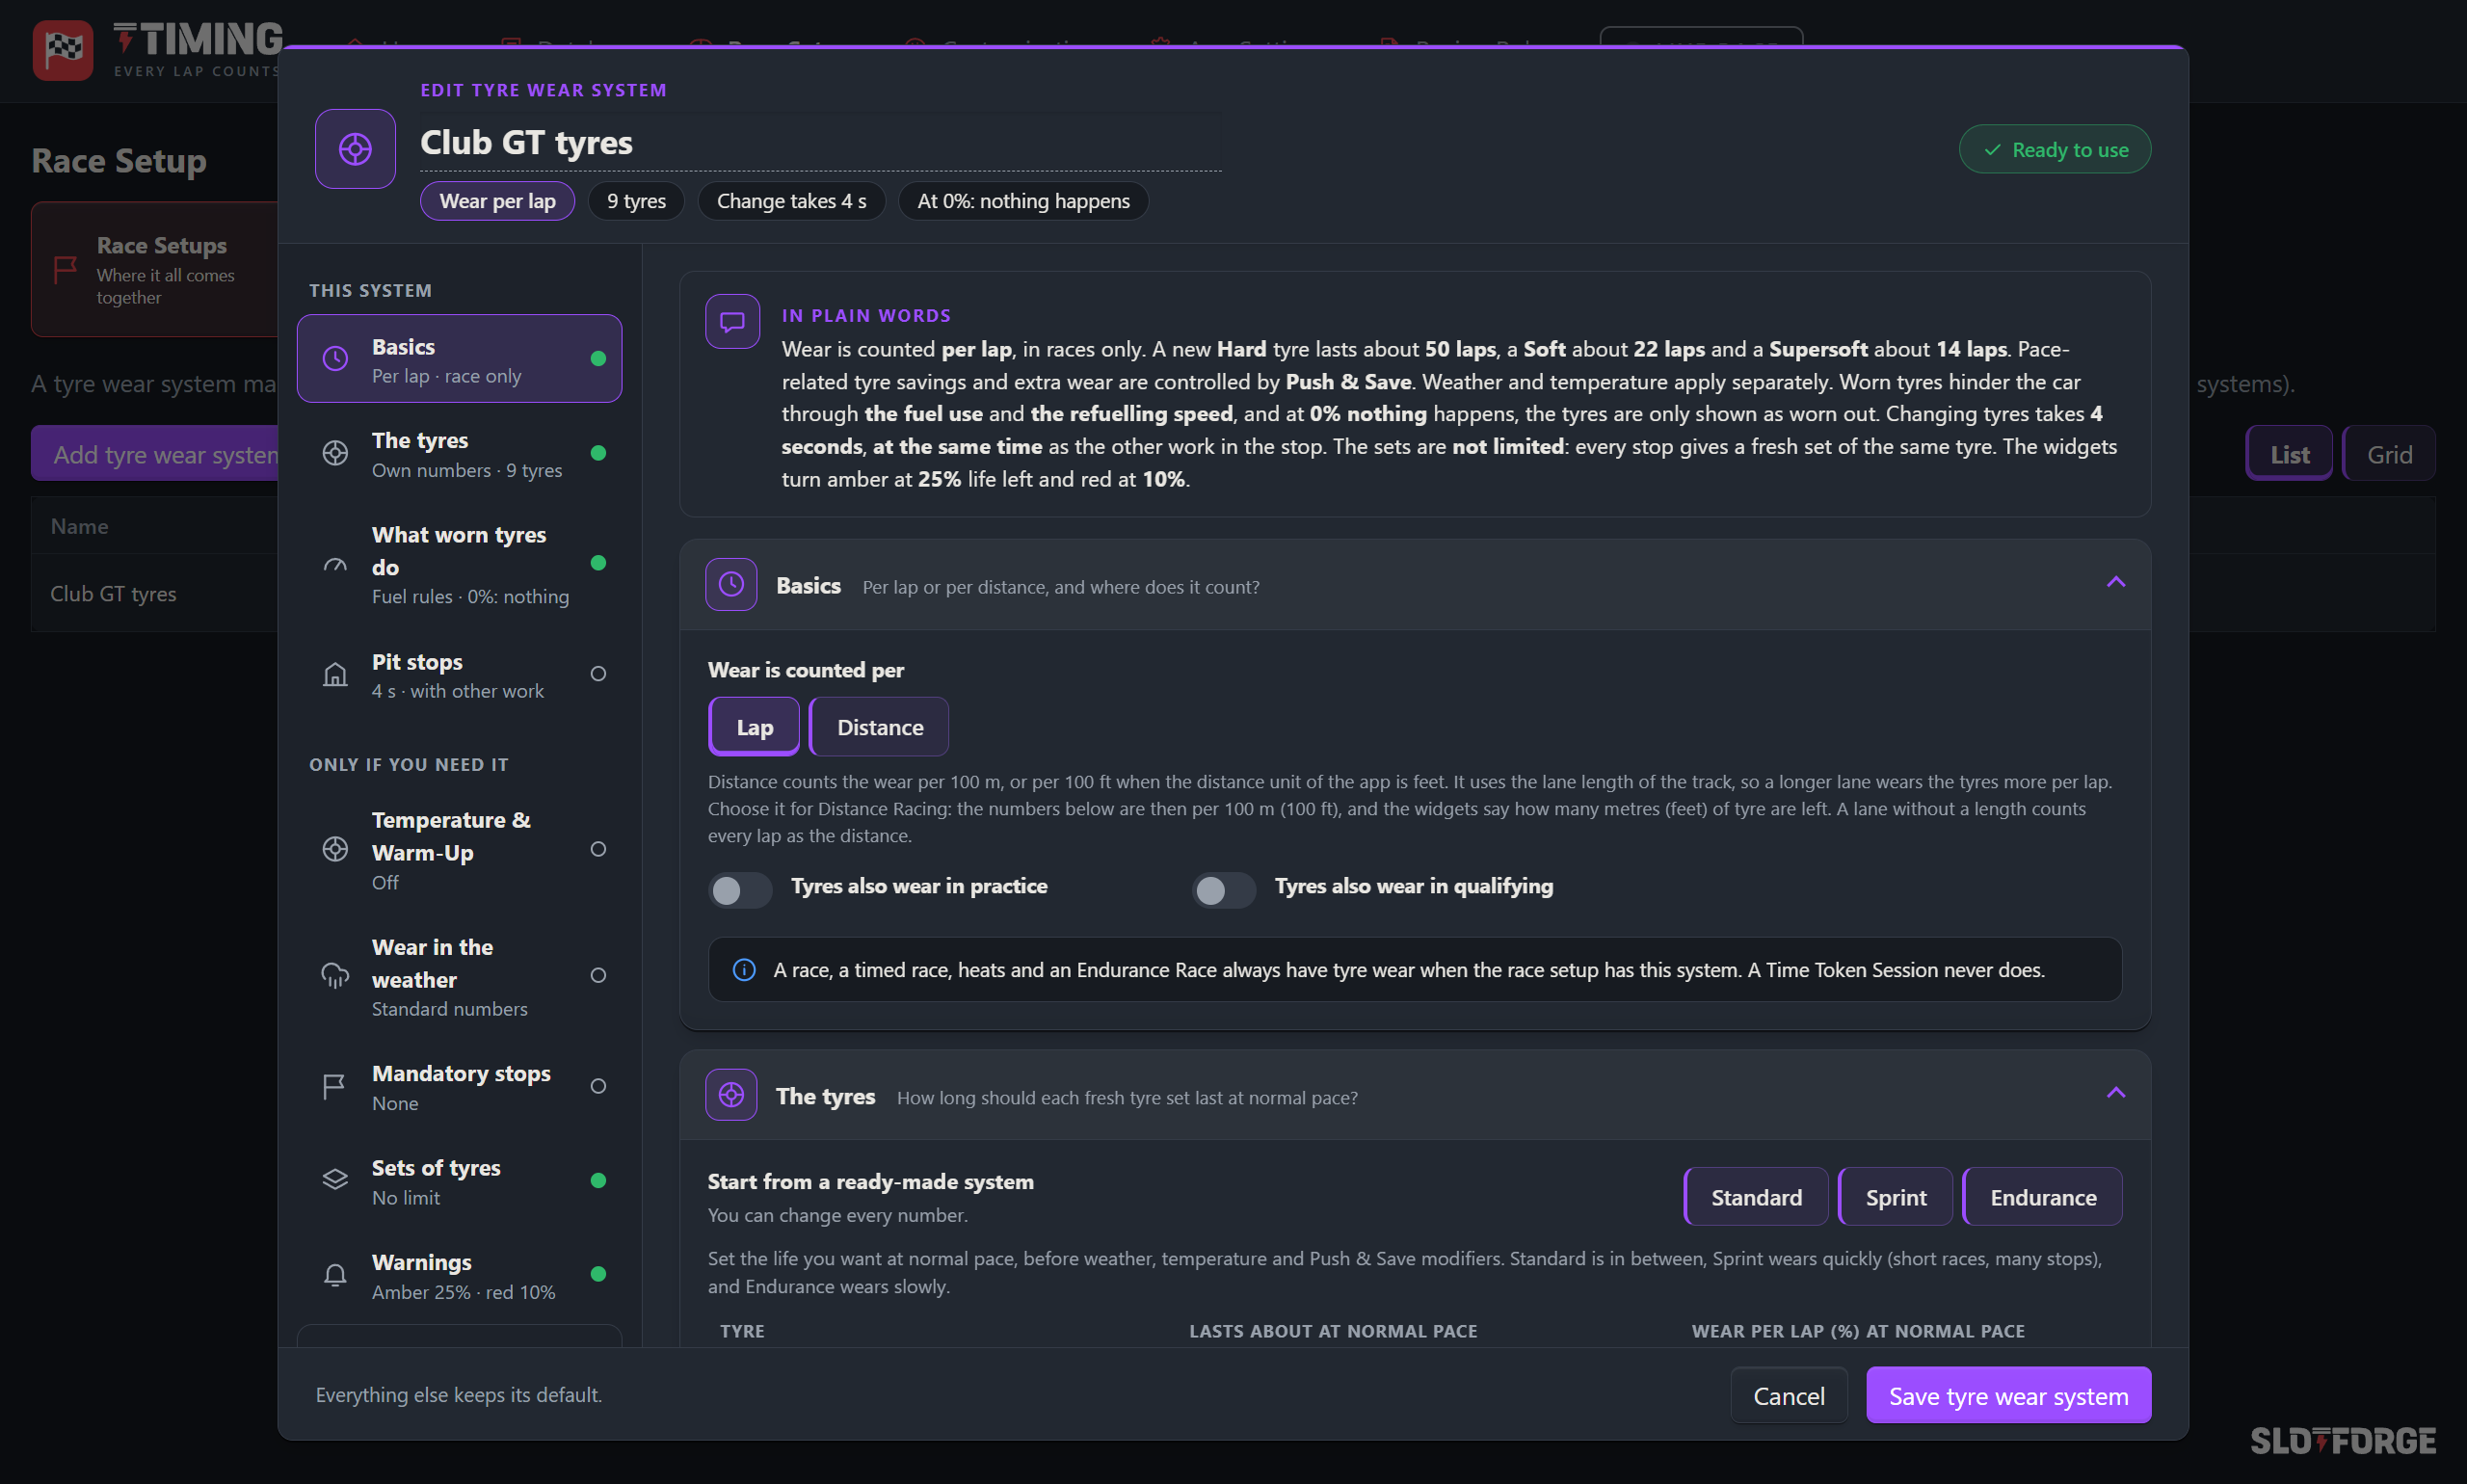 TIMING
EVERY LAP COUNTS
Race Setup
Race Setups
Where it all comes
together
A tyre wear system ma
systems).
Add tyre wear system
List
Grid
Name
Club GT tyres
EDIT TYRE WEAR SYSTEM
Club GT tyres
Wear per lap
9 tyres
Change takes 4 s
At 0%: nothing happens
Ready to use
THIS SYSTEM
Basics
Per lap · race only
The tyres
Own numbers · 9 tyres
What worn tyres
do
Fuel rules · 0%: nothing
Pit stops
4 s · with other work
ONLY IF YOU NEED IT
Temperature &
Warm-Up
Off
Wear in the
weather
Standard numbers
Mandatory stops
None
Sets of tyres
No limit
Warnings
Amber 25% · red 10%
IN PLAIN WORDS
Wear is counted per lap, in races only. A new Hard tyre lasts about 50 laps, a Soft about 22 laps and a Supersoft about 14 laps. Pace-
related tyre savings and extra wear are controlled by Push & Save. Weather and temperature apply separately. Worn tyres hinder the car
through the fuel use and the refuelling speed, and at 0% nothing happens, the tyres are only shown as worn out. Changing tyres takes 4
seconds, at the same time as the other work in the stop. The sets are not limited: every stop gives a fresh set of the same tyre. The widgets
turn amber at 25% life left and red at 10%.
Basics Per lap or per distance, and where does it count?
Wear is counted per
Lap
Distance
Distance counts the wear per 100 m, or per 100 ft when the distance unit of the app is feet. It uses the lane length of the track, so a longer lane wears the tyres more per lap.
Choose it for Distance Racing: the numbers below are then per 100 m (100 ft), and the widgets say how many metres (feet) of tyre are left. A lane without a length counts
every lap as the distance.
Tyres also wear in practice
Tyres also wear in qualifying
A race, a timed race, heats and an Endurance Race always have tyre wear when the race setup has this system. A Time Token Session never does.
The tyres How long should each fresh tyre set last at normal pace?
Start from a ready-made system
You can change every number.
Standard
Sprint
Endurance
Set the life you want at normal pace, before weather, temperature and Push & Save modifiers. Standard is in between, Sprint wears quickly (short races, many stops),
and Endurance wears slowly.
TYRE
LASTS ABOUT AT NORMAL PACE
WEAR PER LAP (%) AT NORMAL PACE
Everything else keeps its default.
Cancel
Save tyre wear system
SLOTFORGE